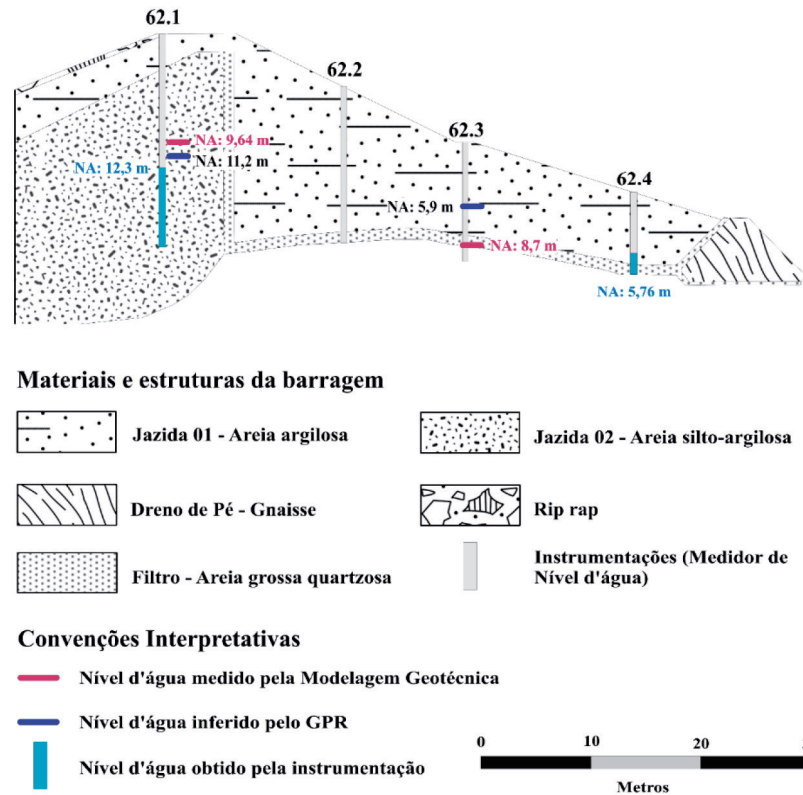 62.1
62.2
62.3
62.4
NA: 9,64 m
NA: 11,2 m
NA: 12,3 m
NA: 5,9 m
NA: 8,7 m
NA: 5,76 m
Materiais e estruturas da barragem
Jazida 01 - Areia argilosa
Jazida 02 - Areia silto-argilosa
Dreno de Pé - Gnaisse
Rip rap
Filtro - Areia grossa quartzosa
Instrumentações (Medidor de
Nível d'água)
Convenções Interpretativas
Nível d'água medido pela Modelagem Geotécnica
Nível d'água inferido pelo GPR
Nível d'água obtido pela instrumentação
0 10 20
Metros